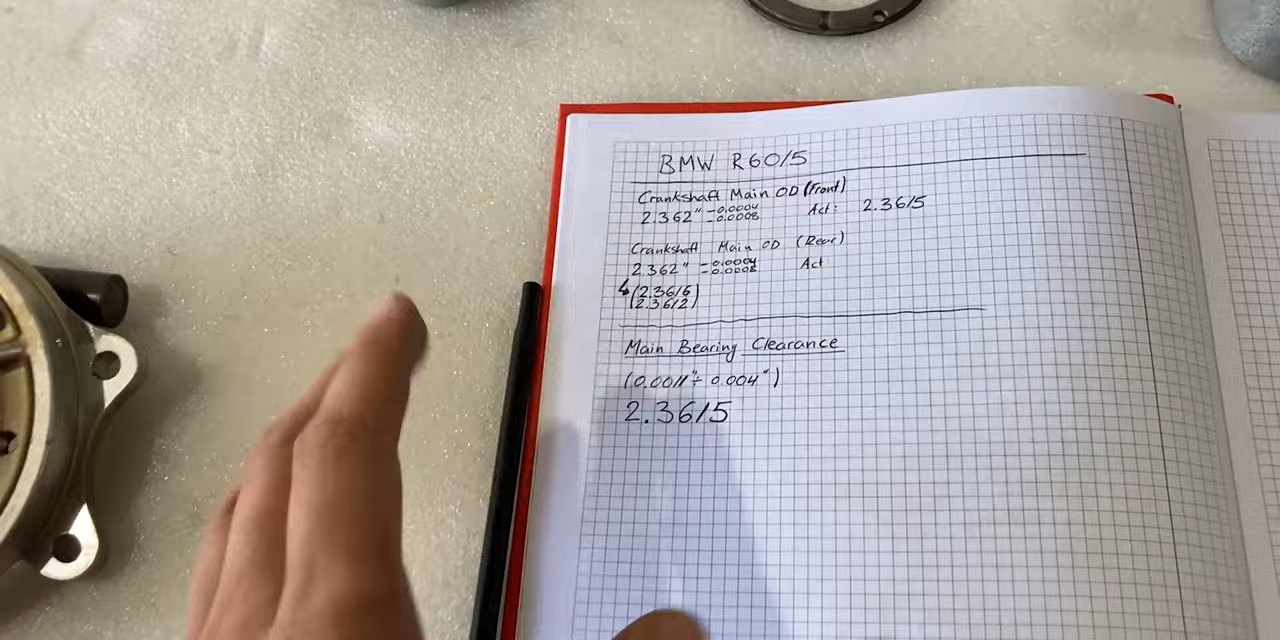 BMW R60/5
Crankshaft Main OD (Front)
2.362" -0.0004 -0.0008 Act: 2.3615
Crankshaft Main OD (Rear)
2.362" -0.0004 -0.0008 Act
(2.3616
2.3612)
Main Bearing Clearance
(0.0011" ÷ 0.004")
2.3615